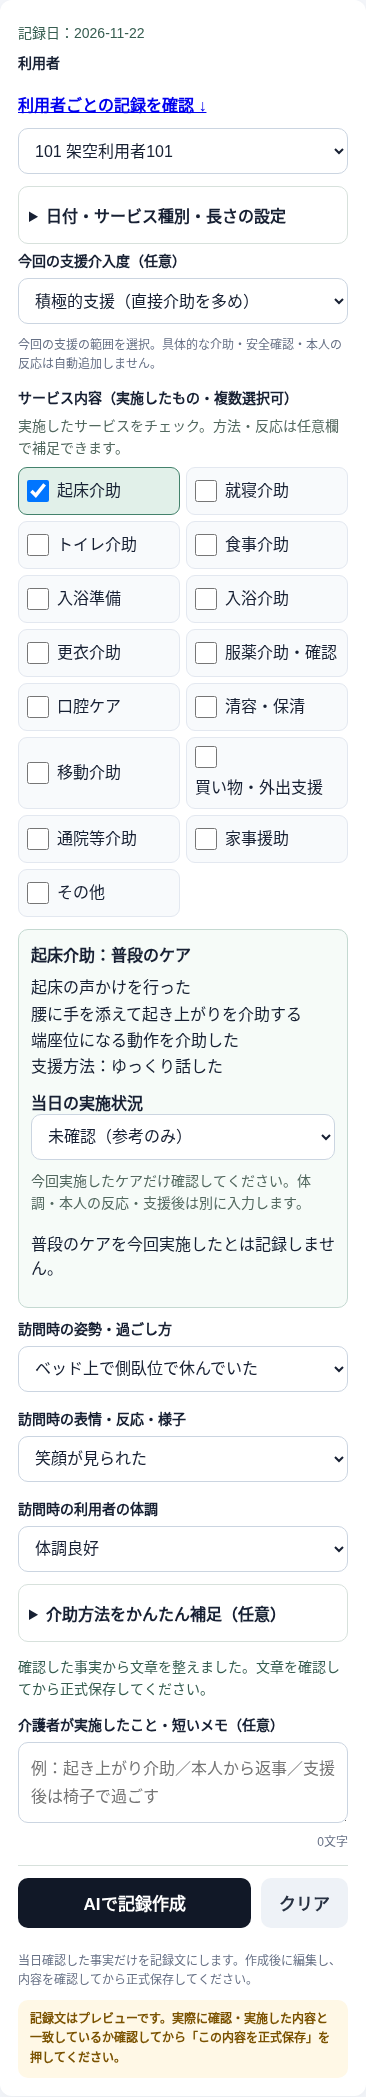 記録日：2026-11-22
利用者
利用者ごとの記録を確認 ↓
101 架空利用者101
▶ 日付・サービス種別・長さの設定
今回の支援介入度（任意）
積極的支援（直接介助を多め）
今回の支援の範囲を選択。具体的な介助・安全確認・本人の
反応は自動追加しません。
サービス内容（実施したもの・複数選択可）
実施したサービスをチェック。方法・反応は任意欄
で補足できます。
起床介助
就寝介助
トイレ介助
食事介助
入浴準備
入浴介助
更衣介助
服薬介助・確認
口腔ケア
清容・保清
移動介助
買い物・外出支援
通院等介助
家事援助
その他
起床介助：普段のケア
起床の声かけを行った
腰に手を添えて起き上がりを介助する
端座位になる動作を介助した
支援方法：ゆっくり話した
当日の実施状況
未確認（参考のみ）
今回実施したケアだけ確認してください。体
調・本人の反応・支援後は別に入力します。
普段のケアを今回実施したとは記録しませ
ん。
訪問時の姿勢・過ごし方
ベッド上で側臥位で休んでいた
訪問時の表情・反応・様子
笑顔が見られた
訪問時の利用者の体調
体調良好
▶ 介助方法をかんたん補足（任意）
確認した事実から文章を整えました。文章を確認し
てから正式保存してください。
介護者が実施したこと・短いメモ（任意）
例：起き上がり介助／本人から返事／支援
後は椅子で過ごす
0文字
AIで記録作成
クリア
当日確認した事実だけを記録文にします。作成後に編集し、
内容を確認してから正式保存してください。
記録文はプレビューです。実際に確認・実施した内容と
一致しているか確認してから「この内容を正式保存」を
押してください。